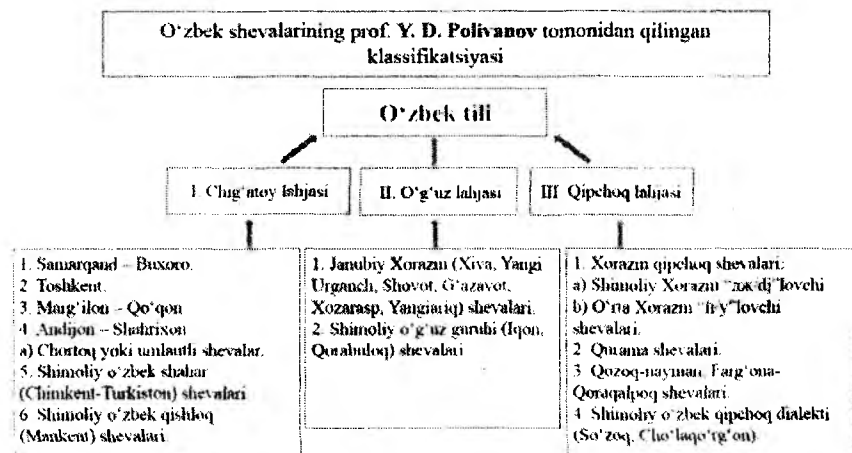 O‘zbek shevalarining prof. Y. D. Polivanov tomonidan qilingan
klassifikatsiyasi
O‘zbek tili
I. Chig‘atoy lahjasi
II. O‘g‘uz lahjasi
III Qipchoq lahjasi
1. Samarqand – Buxoro.
2 Toshkent.
3. Marg‘ilon – Qo‘qon
4 Andijon – Shahrixon
a) Chortoq yoki umlautli shevalar.
5. Shimoliy o‘zbek shahar
(Chimkent-Turkiston) shevalari
6 Shimoliy o‘zbek qishloq
(Mankent) shevalari.
1. Janubiy Xorazm (Xiva, Yangi
Urganch, Shovot, G‘azavot,
Xozarasp, Yangiariq) shevalari.
2. Shimoliy o‘g‘uz guruhi (Iqon,
Qorabuloq) shevalari
1. Xorazm qipchoq shevalari:
a) Shimoliy Xorazm "дж-dj"lovchi
b) O‘rta Xorazm
shevalari.
2 Qurama shevalari.
3 Qozoq-nayman, Farg‘ona-
Qoraqalpoq shevalari.
4 Shimoliy o‘zbek qipchoq dialekti
(So‘zoq, Cho‘laqo‘rg‘on)